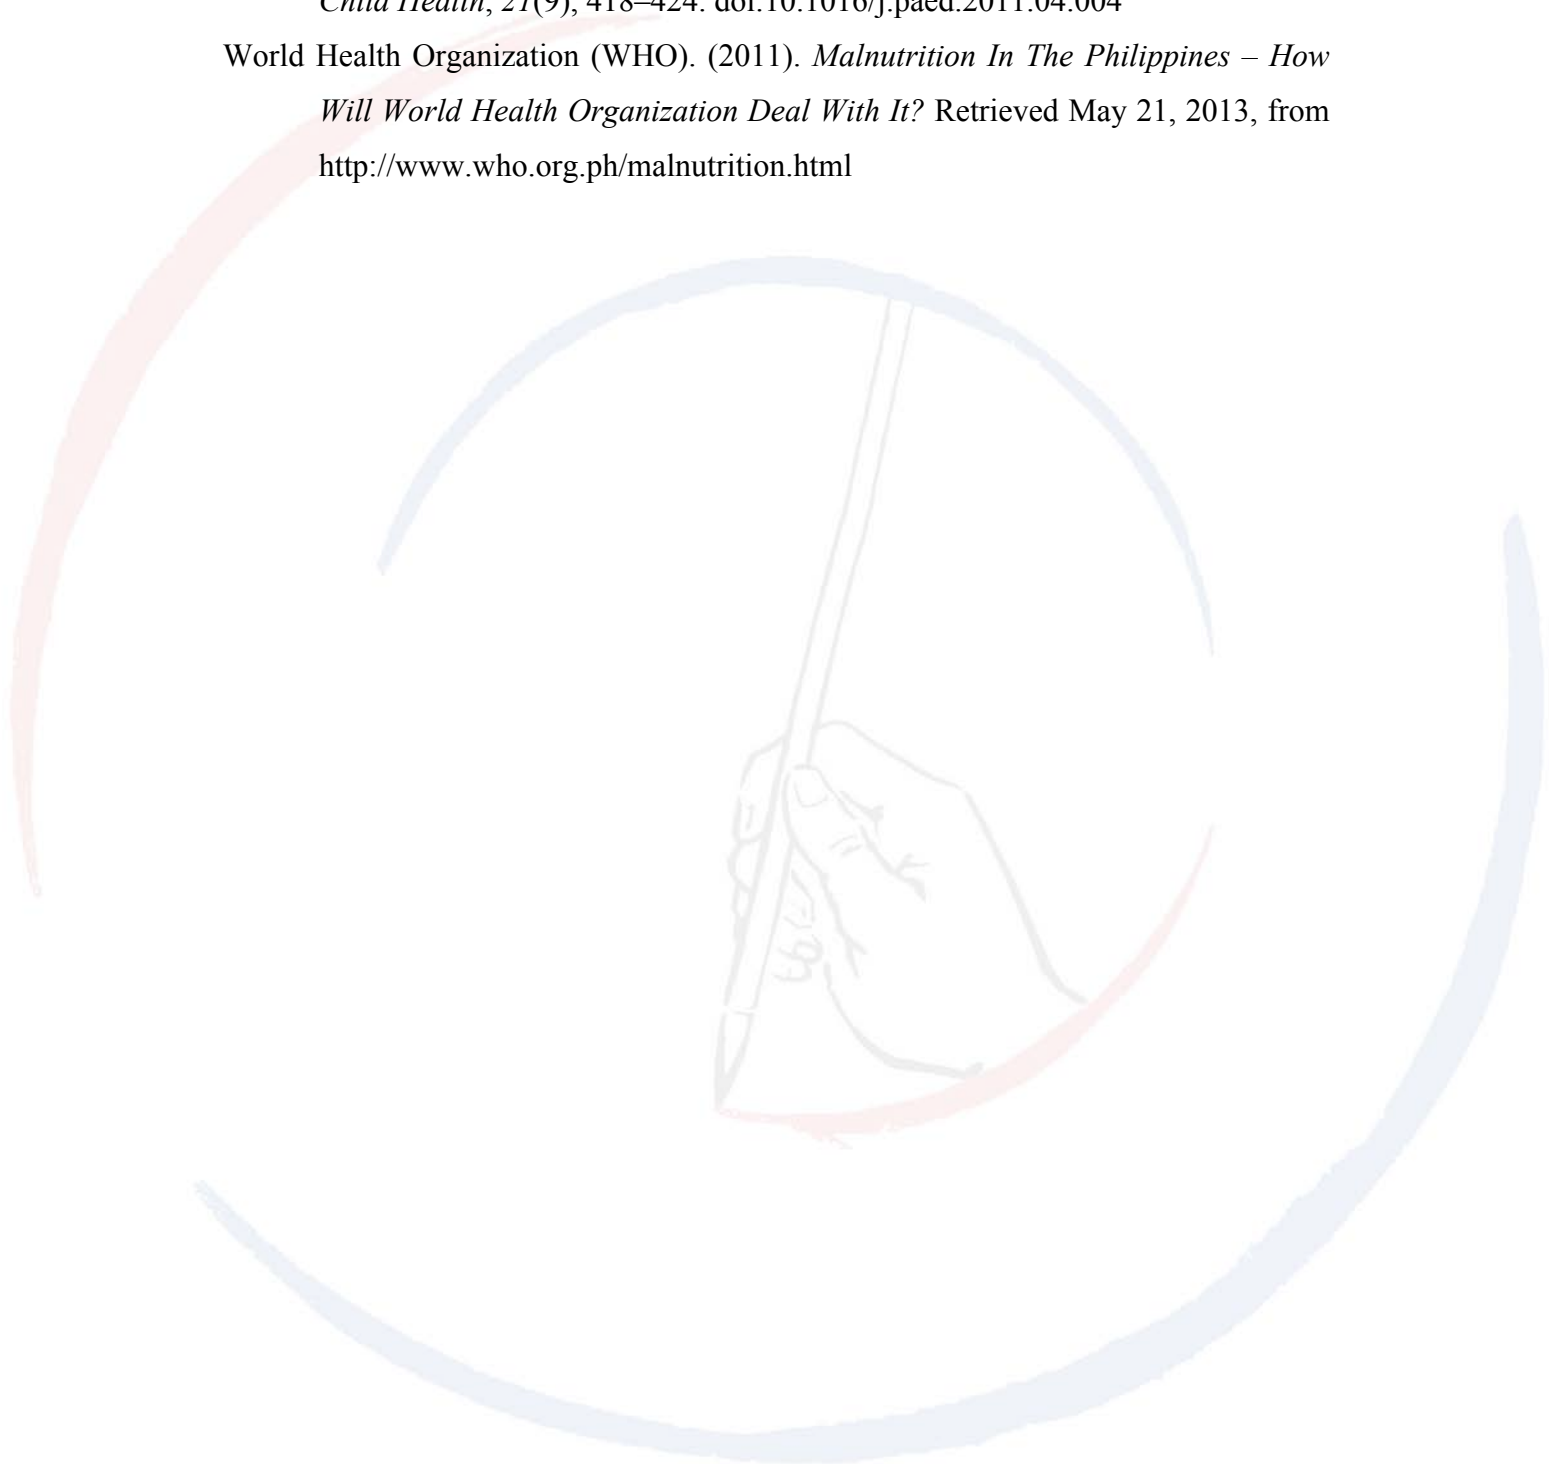 Child Health, 21(9), 418–424. doi:10.1016/j.paed.2011.04.004
World Health Organization (WHO). (2011). Malnutrition In The Philippines – How
Will World Health Organization Deal With It? Retrieved May 21, 2013, from
http://www.who.org.ph/malnutrition.html